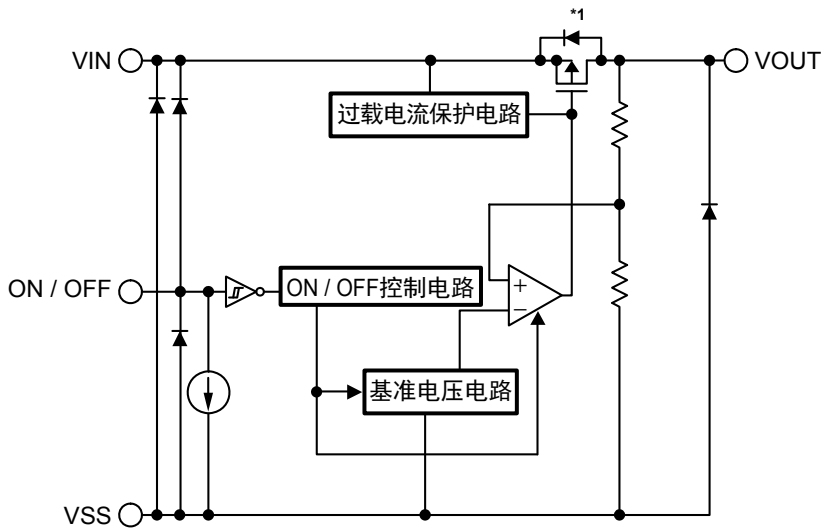 *1
VIN
VOUT
过载电流保护电路
ON / OFF
ON / OFF控制电路
+
−
基准电压电路
VSS